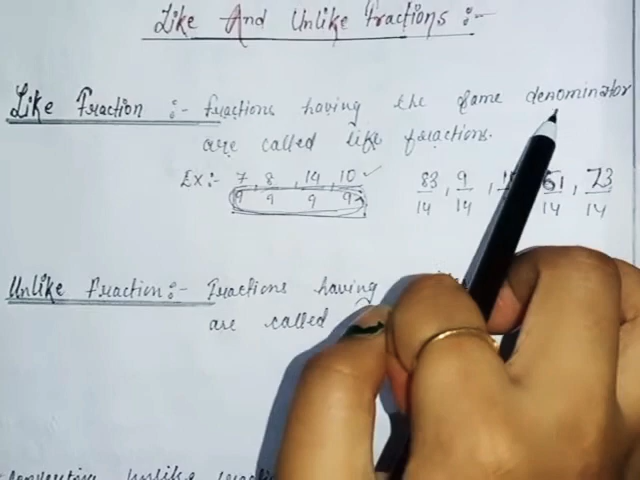 Like And Unlike Fractions :-
Like Fraction :- Fractions having the same denominator
are called like fractions.
Ex :- 7/9, 8/9, 14/9, 10/9 ✓ 83/14, 9/14, 61/14, 73/14
Unlike Fraction :- Fractions having
are called
Converting unlike